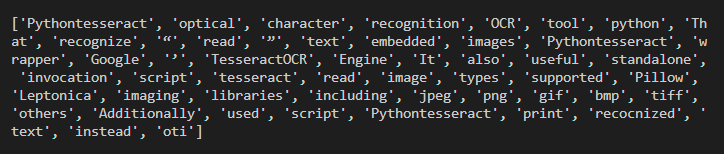 ['Pythontesseract', 'optical', 'character', 'recognition', 'OCR', 'tool', 'python', 'Th
at', 'recognize', '“', 'read', '”', 'text', 'embedded', 'images', 'Pythontesseract', 'w
rapper', 'Google', '’', 'TesseractOCR', 'Engine', 'It', 'also', 'useful', 'standalone',
 'invocation', 'script', 'tesseract', 'read', 'image', 'types', 'supported', 'Pillow',
'Leptonica', 'imaging', 'libraries', 'including', 'jpeg', 'png', 'gif', 'bmp', 'tiff',
'others', 'Additionally', 'used', 'script', 'Pythontesseract', 'print', 'recocnized', '
text', 'instead', 'oti']